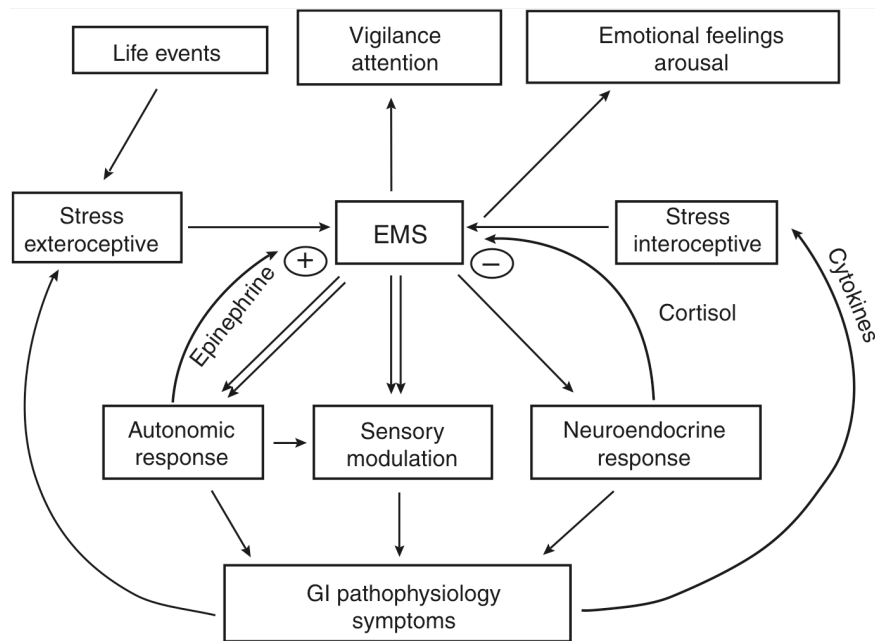 Life events
Vigilance
attention
Emotional feelings
arousal
Stress
exteroceptive
EMS
Stress
interoceptive
+
−
Epinephrine
Cortisol
Cytokines
Autonomic
response
Sensory
modulation
Neuroendocrine
response
GI pathophysiology
symptoms